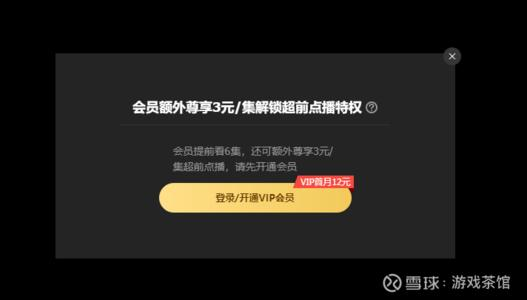 会员额外尊享3元/集解锁超前点播特权
会员提前看6集，还可额外尊享3元/
集超前点播，请先开通会员
VIP首月12元
登录/开通VIP会员
雪球：游戏茶馆